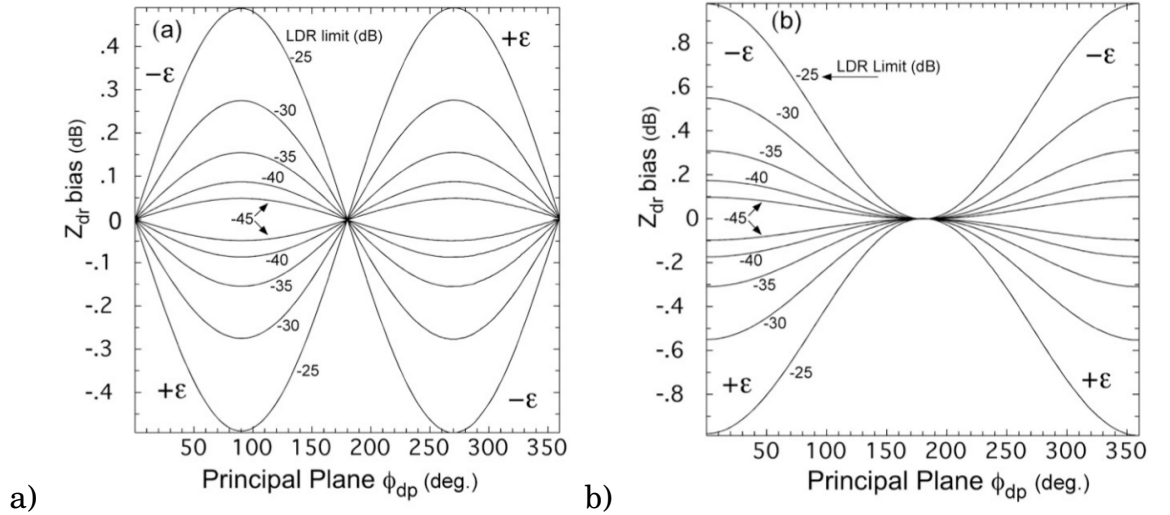 (a)
LDR limit (dB)
-25
+ε
−ε
-30
-35
-40
-45
-40
-35
-30
-25
+ε
−ε
.4
.3
.2
.1
0
-.1
-.2
-.3
-.4
Z_dr bias (dB)
50 100 150 200 250 300 350
Principal Plane ϕ_dp (deg.)
a)
(b)
−ε
−ε
-25
LDR Limit (dB)
-30
-35
-40
-45
-40
-35
-30
-25
+ε
+ε
.8
.6
.4
.2
0
-.2
-.4
-.6
-.8
Z_dr bias (dB)
50 100 150 200 250 300 350
Principal Plane ϕ_dp (deg.)
b)